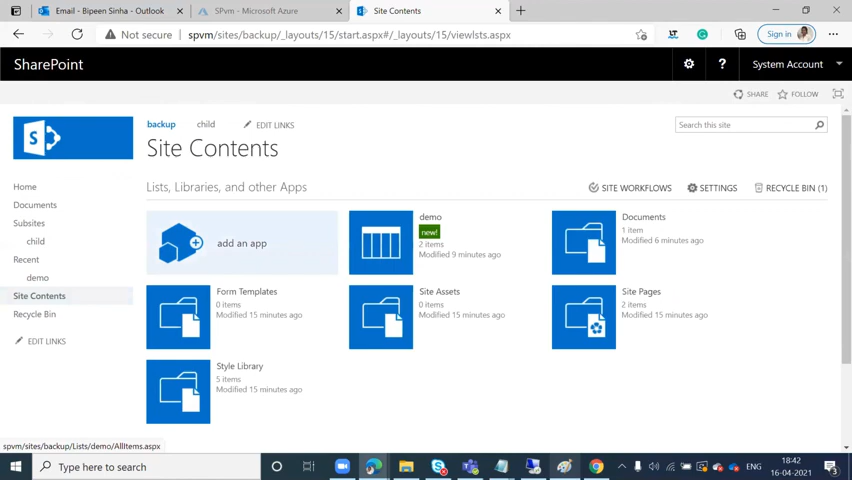 Email - Bipeen Sinha - Outlook
SPvm - Microsoft Azure
Site Contents
Not secure
spvm/sites/backup/_layouts/15/start.aspx#/_layouts/15/viewlsts.aspx
LT
Sign in
SharePoint
?
System Account
SHARE
FOLLOW
S
backup
child
EDIT LINKS
Search this site
Site Contents
Home
Documents
Subsites
child
Recent
demo
Site Contents
Recycle Bin
EDIT LINKS
Lists, Libraries, and other Apps
SITE WORKFLOWS
SETTINGS
RECYCLE BIN (1)
add an app
demo
new!
2 items
Modified 9 minutes ago
Documents
1 item
Modified 6 minutes ago
Form Templates
0 items
Modified 15 minutes ago
Site Assets
0 items
Modified 15 minutes ago
Site Pages
2 items
Modified 15 minutes ago
Style Library
5 items
Modified 15 minutes ago
spvm/sites/backup/Lists/demo/AllItems.aspx
Type here to search
ENG
18:42
16-04-2021
3